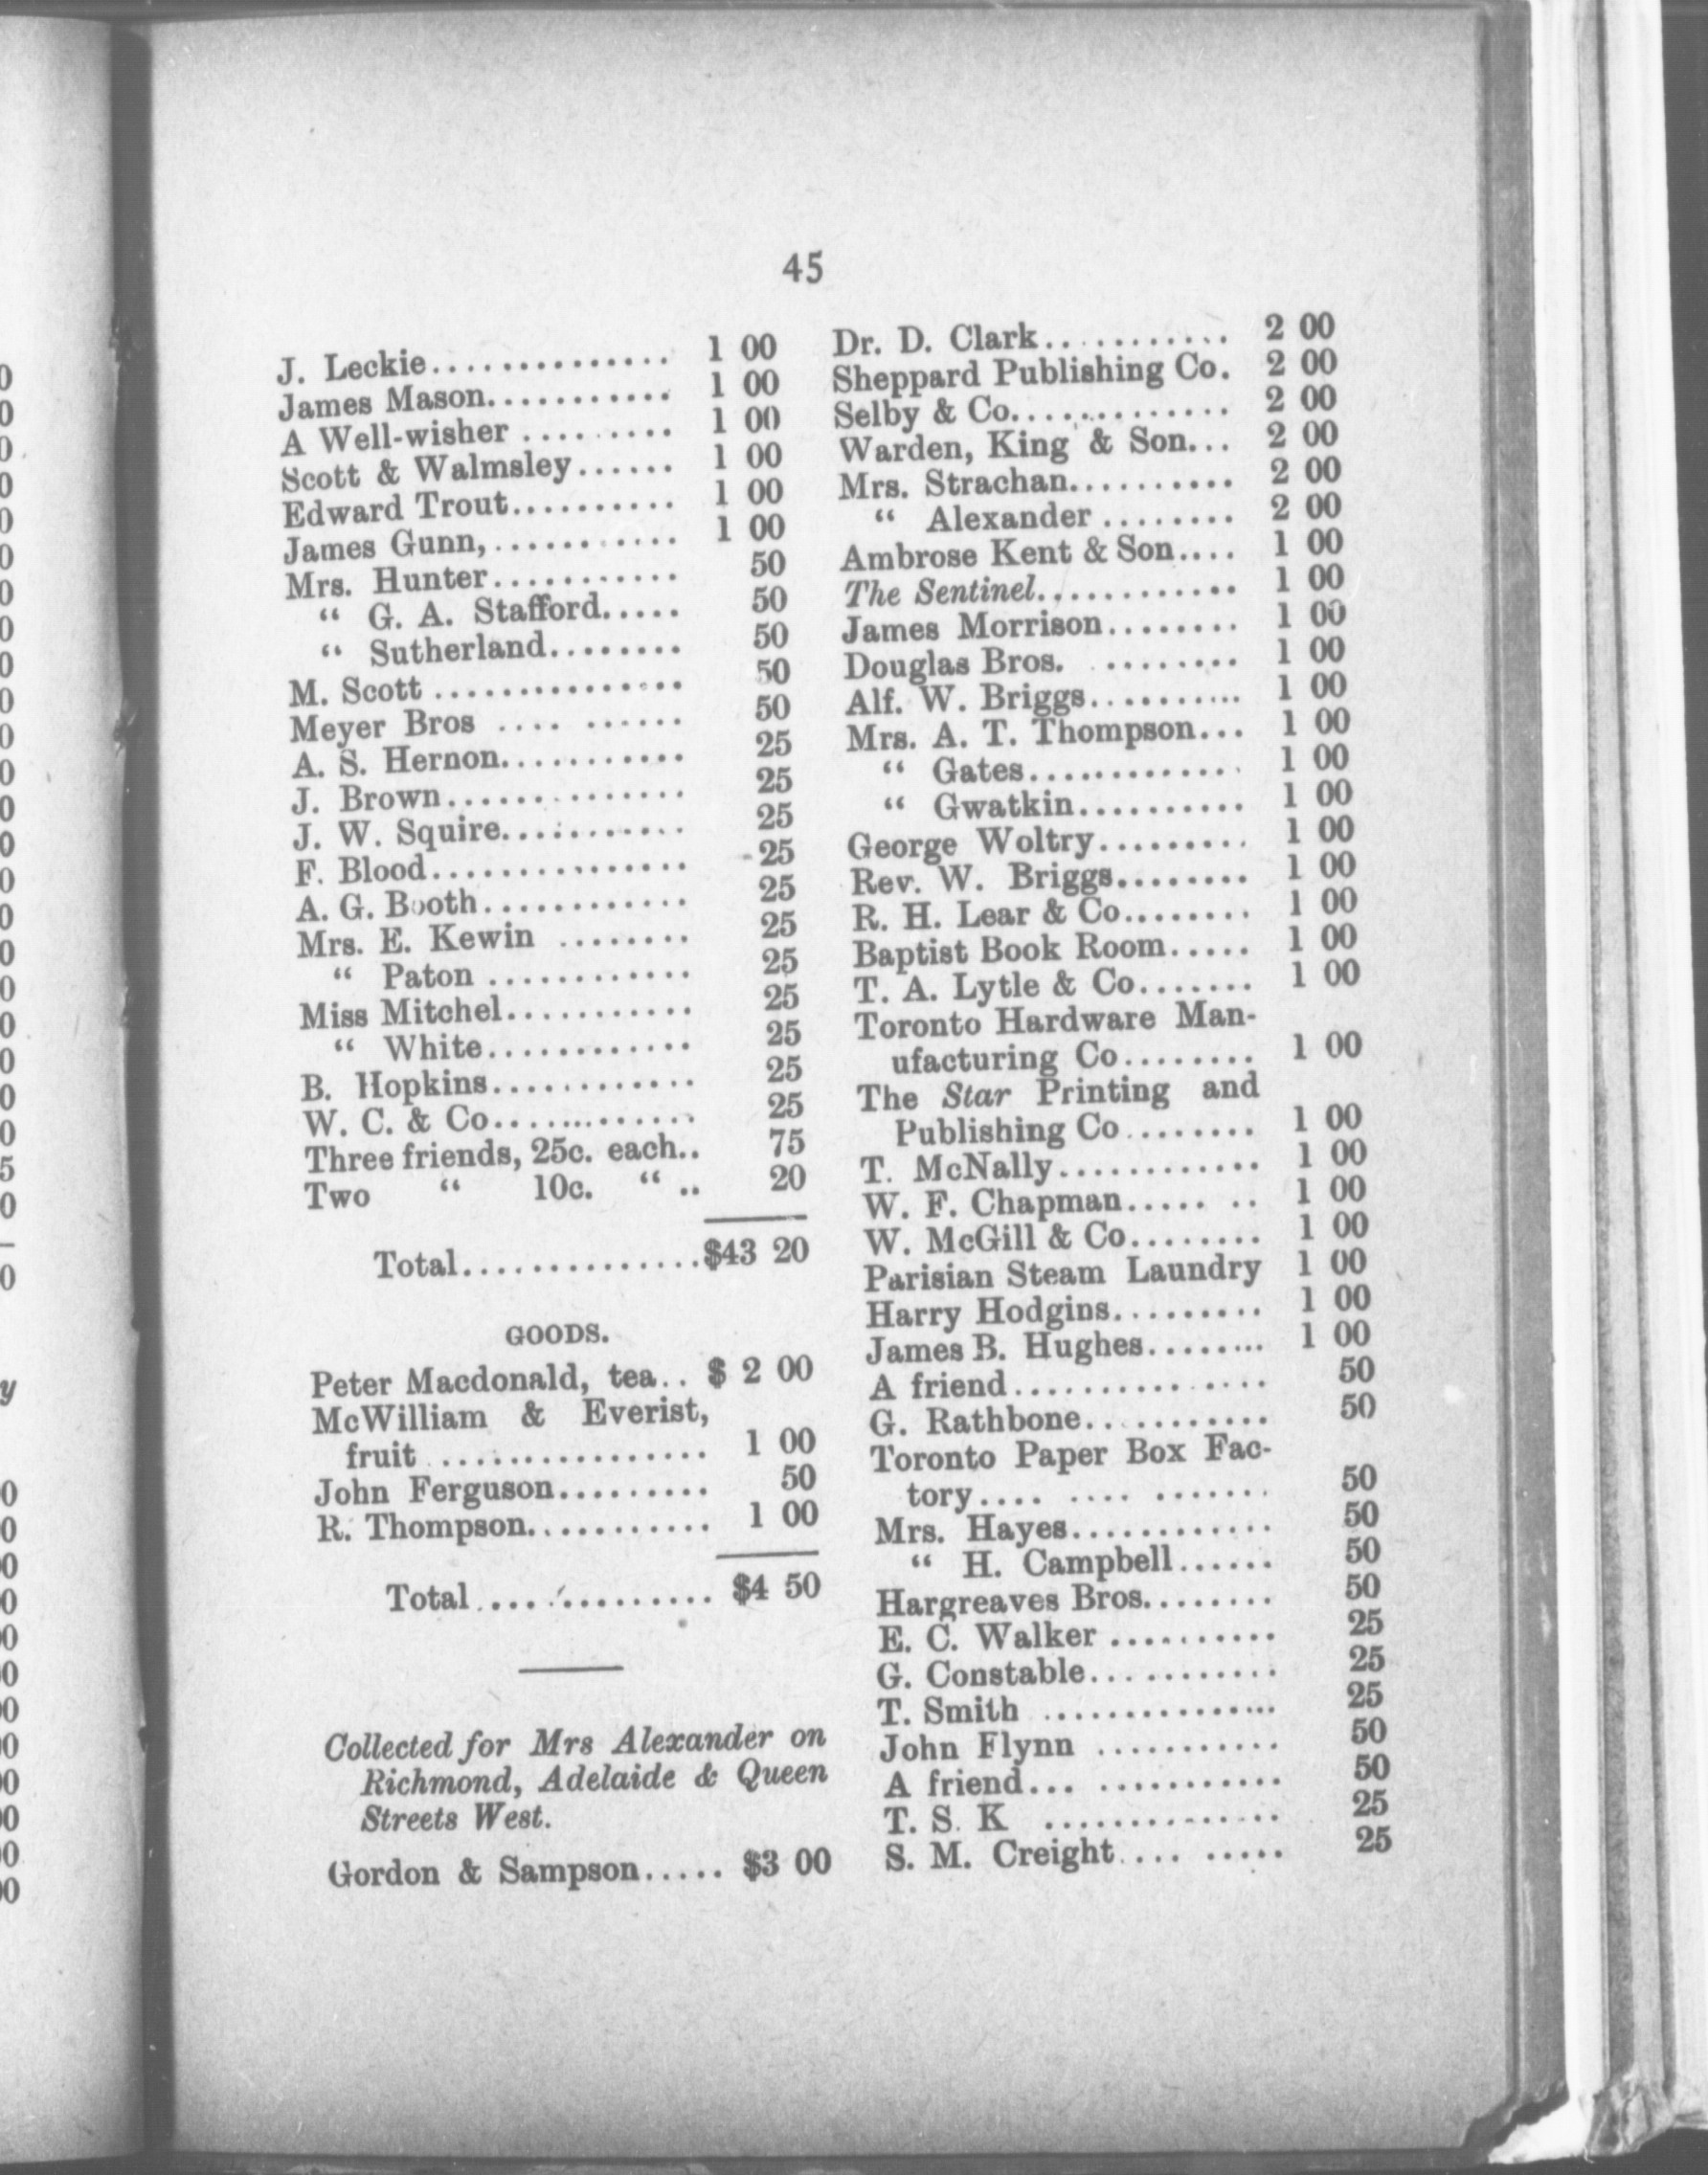 45
J. Leckie.............. 1 00
James Mason........... 1 00
A Well-wisher ......... 1 00
Scott & Walmsley...... 1 00
Edward Trout.......... 1 00
James Gunn,........... 1 00
Mrs. Hunter........... 50
“ G. A. Stafford..... 50
“ Sutherland........ 50
M. Scott ............... 50
Meyer Bros .... ...... 50
A. S. Hernon........... 25
J. Brown.............. 25
J. W. Squire........... 25
F. Blood............... 25
A. G. Booth............ 25
Mrs. E. Kewin ........ 25
“ Paton ............ 25
Miss Mitchel........... 25
“ White............ 25
B. Hopkins............ 25
W. C. & Co............ 25
Three friends, 25c. each.. 75
Two “ 10c. “ .. 20
Total..............$43 20
GOODS.
Peter Macdonald, tea.. $ 2 00
McWilliam & Everist,
fruit ................ 1 00
John Ferguson......... 50
R. Thompson........... 1 00
Total .............. $4 50
Collected for Mrs Alexander on
Richmond, Adelaide & Queen
Streets West.
Gordon & Sampson..... $3 00
Dr. D. Clark........... 2 00
Sheppard Publishing Co. 2 00
Selby & Co............. 2 00
Warden, King & Son... 2 00
Mrs. Strachan.......... 2 00
“ Alexander ........ 2 00
Ambrose Kent & Son.... 1 00
The Sentinel............ 1 00
James Morrison........ 1 00
Douglas Bros. ........ 1 00
Alf. W. Briggs.......... 1 00
Mrs. A. T. Thompson... 1 00
“ Gates............. 1 00
“ Gwatkin.......... 1 00
George Woltry......... 1 00
Rev. W. Briggs........ 1 00
R. H. Lear & Co........ 1 00
Baptist Book Room..... 1 00
T. A. Lytle & Co....... 1 00
Toronto Hardware Man-
ufacturing Co........ 1 00
The Star Printing and
Publishing Co........ 1 00
T. McNally............ 1 00
W. F. Chapman..... .. 1 00
W. McGill & Co........ 1 00
Parisian Steam Laundry 1 00
Harry Hodgins......... 1 00
James B. Hughes....... 1 00
A friend............... 50
G. Rathbone........... 50
Toronto Paper Box Fac-
tory.... .... ....... 50
Mrs. Hayes............ 50
“ H. Campbell...... 50
Hargreaves Bros........ 50
E. C. Walker .......... 25
G. Constable........... 25
T. Smith .............. 25
John Flynn ........... 50
A friend... ........... 50
T. S. K .............. 25
S. M. Creight.... ..... 25